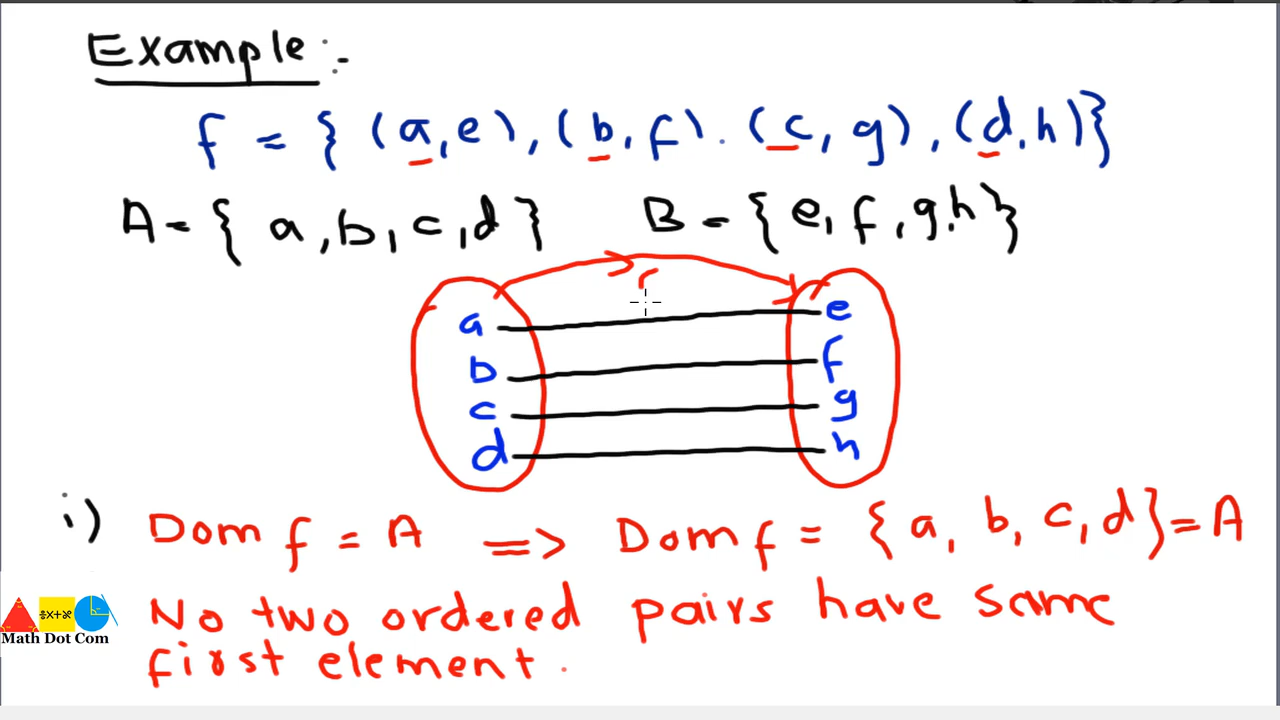 Example :-
f = { (a,e), (b,f). (c,g), (d,h)}
A = { a,b,c,d } B = {e,f,g,h}
a e
b f
c g
d h
i) Dom f = A => Dom f = {a, b, c, d} = A
No two ordered pairs have same
first element.
Math Dot Com